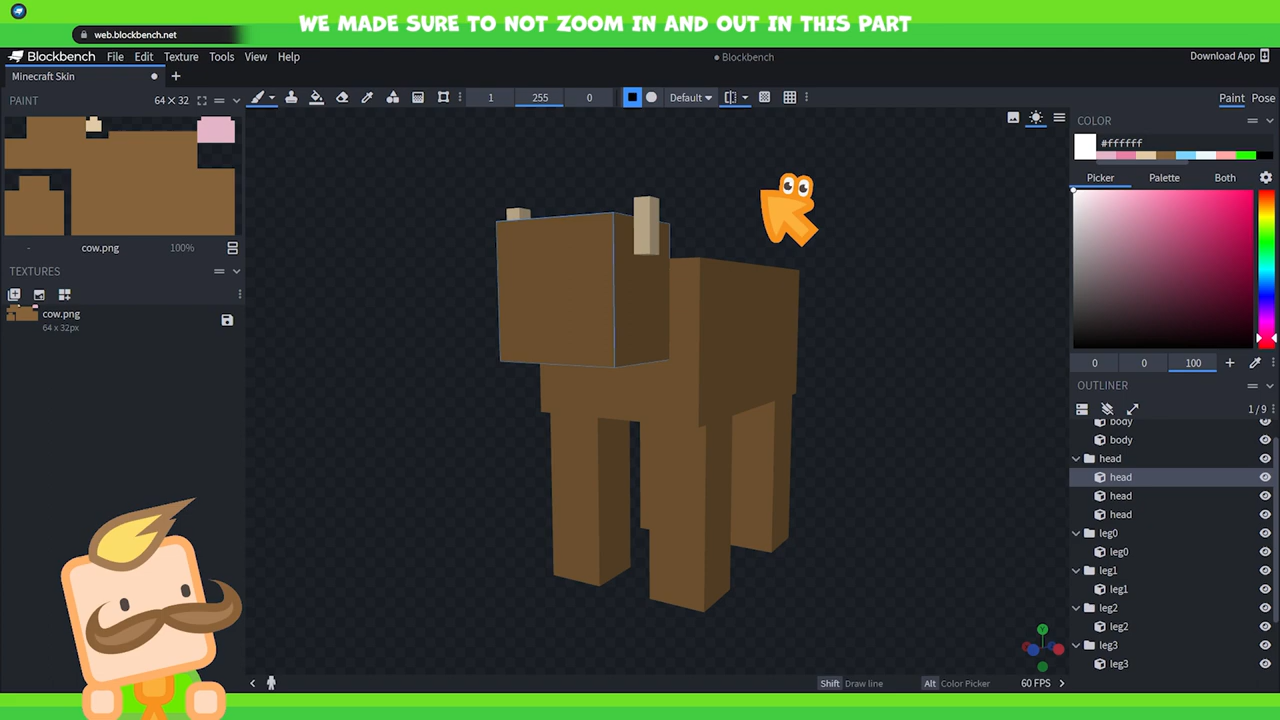 WE MADE SURE TO NOT ZOOM IN AND OUT IN THIS PART
web.blockbench.net
Blockbench File Edit Texture Tools View Help
Blockbench
Download App
Minecraft Skin
PAINT 64 × 32
1 255 0
Default
Paint Pose
COLOR
#ffffff
Picker Palette Both
- cow.png 100%
TEXTURES
cow.png
64 x 32px
0 0 100
OUTLINER
1 / 9
body
body
head
head
head
head
leg0
leg0
leg1
leg1
leg2
leg2
leg3
leg3
Y
Shift Draw line Alt Color Picker 60 FPS